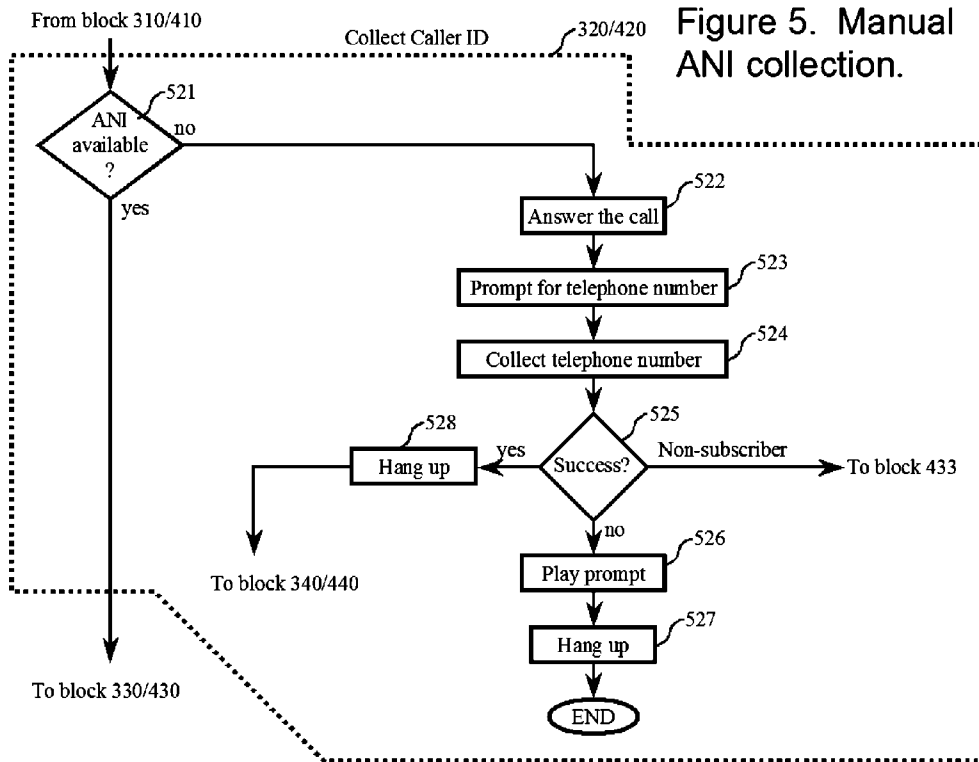 From block 310/410
Collect Caller ID
320/420
Figure 5. Manual
ANI collection.
521
ANI
available
?
no
yes
522
Answer the call
523
Prompt for telephone number
524
Collect telephone number
525
528
Hang up
yes
Success?
Non-subscriber
To block 433
no
526
Play prompt
To block 340/440
527
Hang up
To block 330/430
END